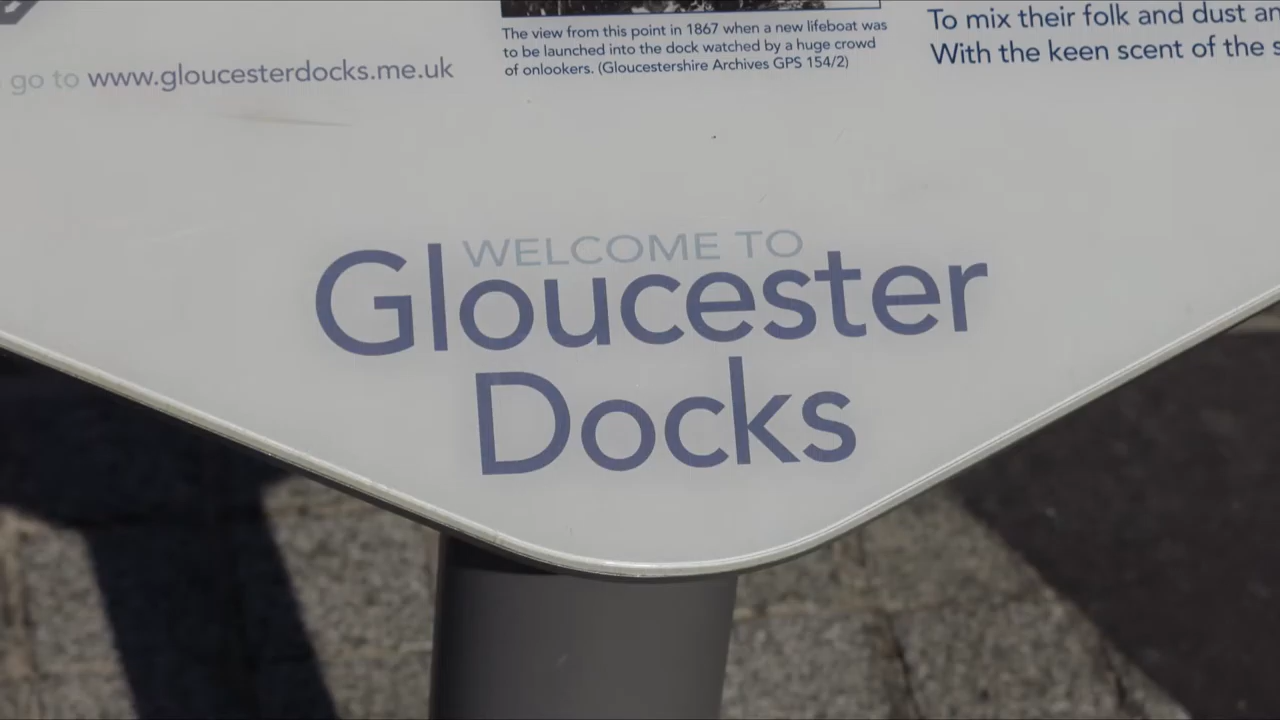 go to www.gloucesterdocks.me.uk
The view from this point in 1867 when a new lifeboat was
to be launched into the dock watched by a huge crowd
of onlookers. (Gloucestershire Archives GPS 154/2)
To mix their folk and dust
With the keen scent of the
WELCOME TO
Gloucester
Docks